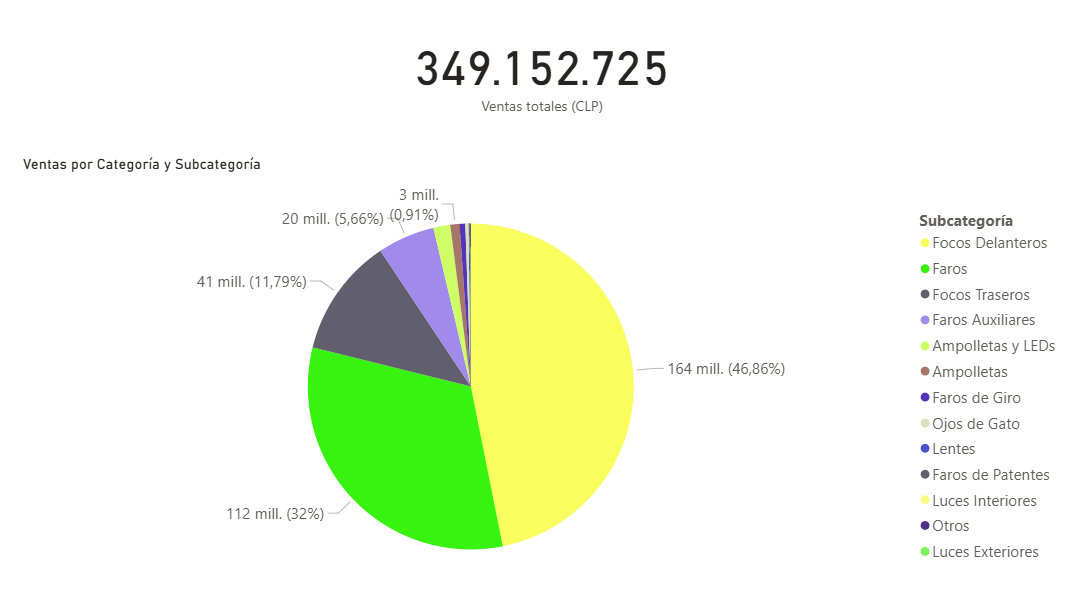 349.152.725
Ventas totales (CLP)
Ventas por Categoría y Subcategoría
3 mill.
(0,91%)
20 mill. (5,66%)
41 mill. (11,79%)
164 mill. (46,86%)
112 mill. (32%)
Subcategoría
Focos Delanteros
Faros
Focos Traseros
Faros Auxiliares
Ampolletas y LEDs
Ampolletas
Faros de Giro
Ojos de Gato
Lentes
Faros de Patentes
Luces Interiores
Otros
Luces Exteriores